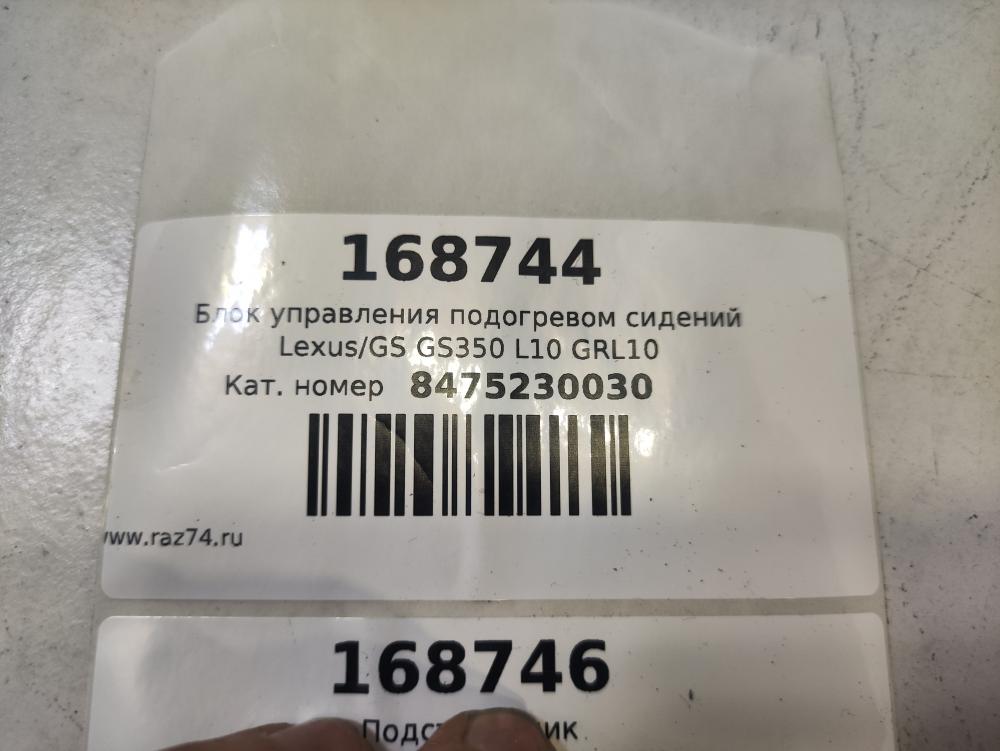 168744
Блок управления подогревом сидений
Lexus/GS GS350 L10 GRL10
Кат. номер 8475230030
www.raz74.ru
168746